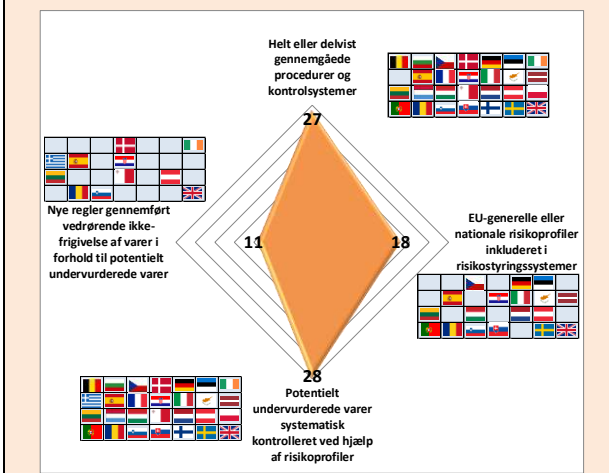 Helt eller delvist
gennemgåede
procedurer og
kontrolsystemer
27
Nye regler gennemført
vedrørende ikke-
frigivelse af varer i
forhold til potentielt
undervurderede varer
11
18
EU-generelle eller
nationale risikoprofiler
inkluderet i
risikostyringssystemer
28
Potentielt
undervurderede varer
systematisk
kontrolleret ved hjælp
af risikoprofiler